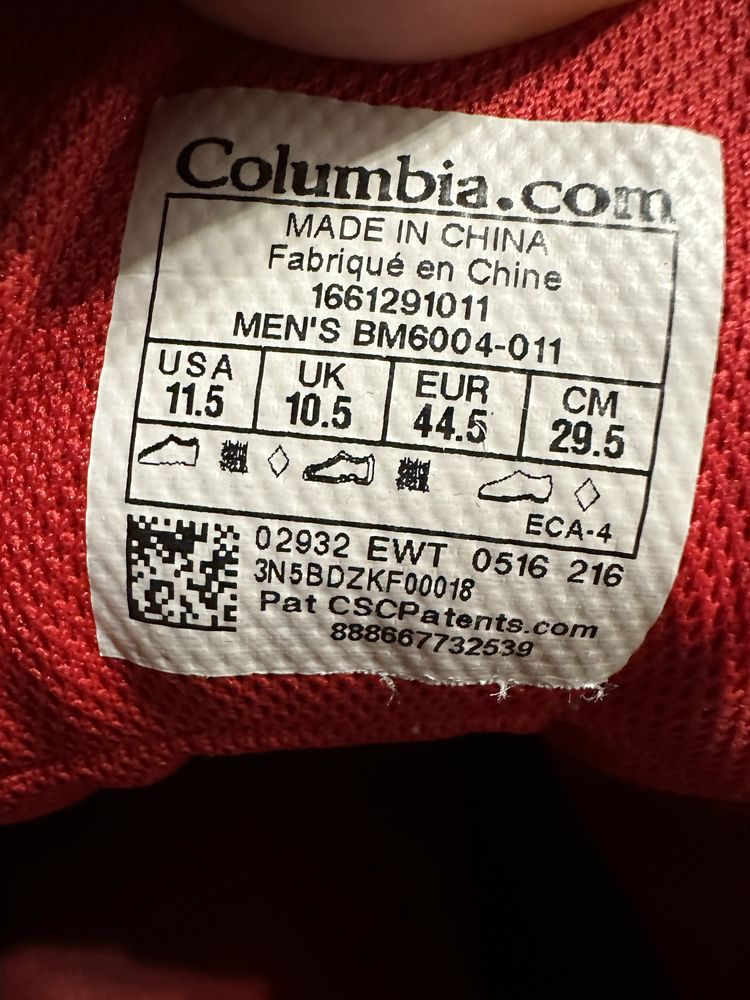 Columbia.com
MADE IN CHINA
Fabriqué en Chine
1661291011
MEN'S BM6004-011
USA UK EUR CM
11.5 10.5 44.5 29.5
ECA-4
02932 EWT 0516 216
3N5BDZKF00018
Pat CSCPatents.com
888667732539